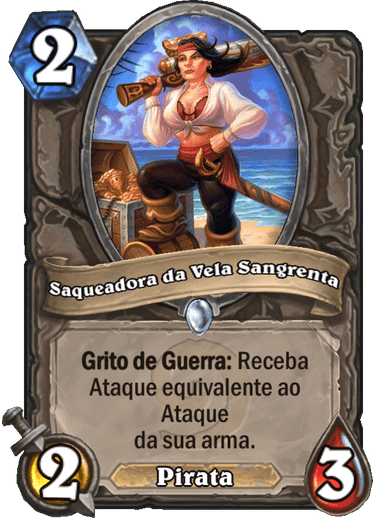 2
Saqueadora da Vela Sangrenta
Grito de Guerra: Receba
Ataque equivalente ao
Ataque
da sua arma.
2
Pirata
3